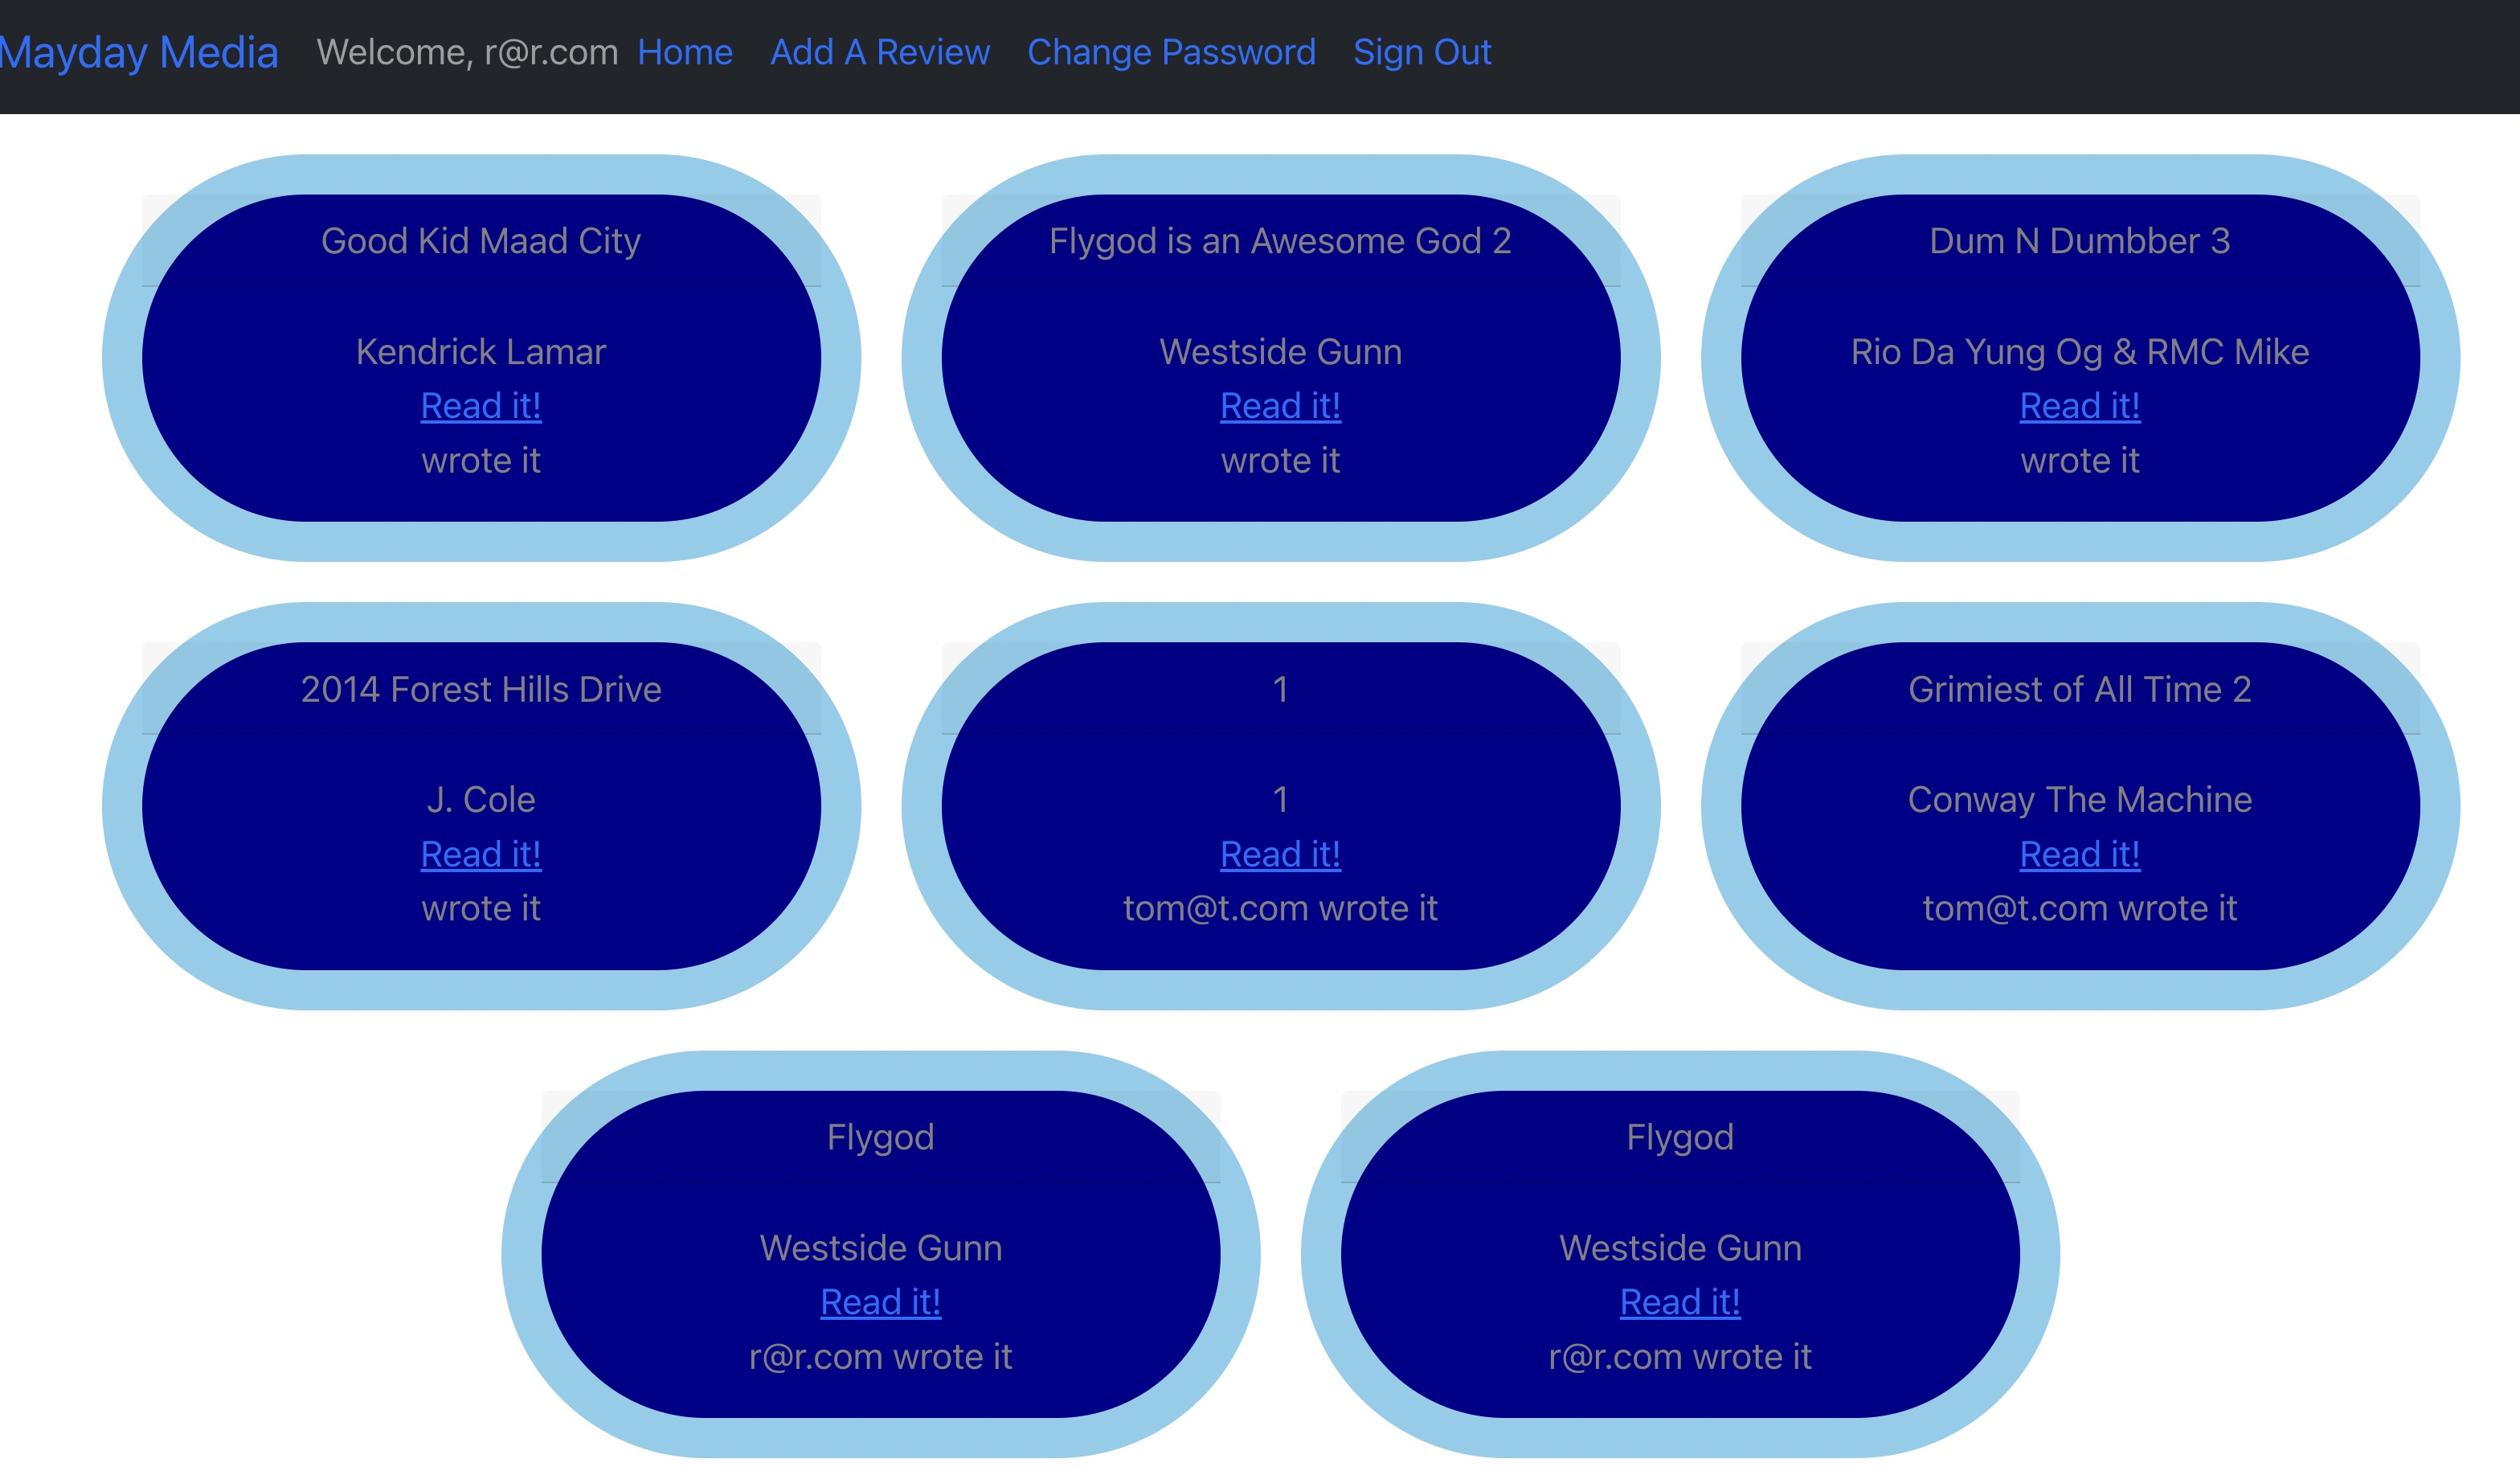 Mayday Media Welcome, r@r.com Home Add A Review Change Password Sign Out
Good Kid Maad City
Kendrick Lamar
Read it!
wrote it
Flygod is an Awesome God 2
Westside Gunn
Read it!
wrote it
Dum N Dumbber 3
Rio Da Yung Og & RMC Mike
Read it!
wrote it
2014 Forest Hills Drive
J. Cole
Read it!
wrote it
1
1
Read it!
tom@t.com wrote it
Grimiest of All Time 2
Conway The Machine
Read it!
tom@t.com wrote it
Flygod
Westside Gunn
Read it!
r@r.com wrote it
Flygod
Westside Gunn
Read it!
r@r.com wrote it